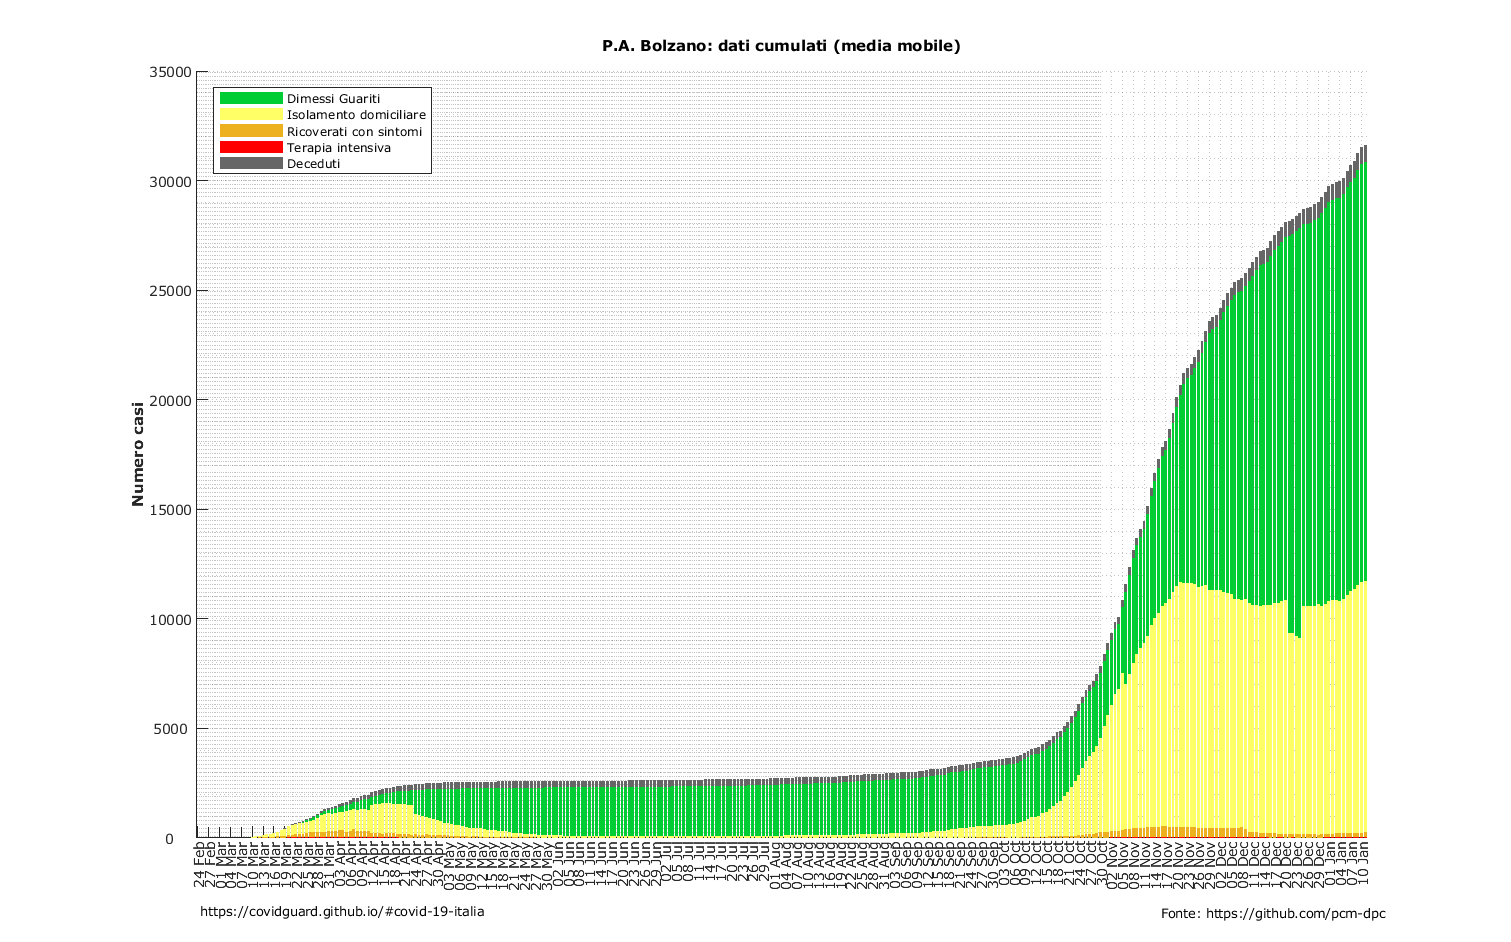 P.A. Bolzano: dati cumulati (media mobile)
Dimessi Guariti
Isolamento domiciliare
Ricoverati con sintomi
Terapia intensiva
Deceduti
Numero casi
35000
30000
25000
20000
15000
10000
5000
0
24 Feb
27 Feb
01 Mar
04 Mar
07 Mar
10 Mar
13 Mar
16 Mar
19 Mar
22 Mar
25 Mar
28 Mar
31 Mar
03 Apr
06 Apr
09 Apr
12 Apr
15 Apr
18 Apr
21 Apr
24 Apr
27 Apr
30 Apr
03 May
06 May
09 May
12 May
15 May
18 May
21 May
24 May
27 May
30 May
02 Jun
05 Jun
08 Jun
11 Jun
14 Jun
17 Jun
20 Jun
23 Jun
26 Jun
29 Jun
02 Jul
05 Jul
08 Jul
11 Jul
14 Jul
17 Jul
20 Jul
23 Jul
26 Jul
29 Jul
01 Aug
04 Aug
07 Aug
10 Aug
13 Aug
16 Aug
19 Aug
22 Aug
25 Aug
28 Aug
31 Aug
03 Sep
06 Sep
09 Sep
12 Sep
15 Sep
18 Sep
21 Sep
24 Sep
27 Sep
30 Sep
03 Oct
06 Oct
09 Oct
12 Oct
15 Oct
18 Oct
21 Oct
24 Oct
27 Oct
30 Oct
02 Nov
05 Nov
08 Nov
11 Nov
14 Nov
17 Nov
20 Nov
23 Nov
26 Nov
29 Nov
02 Dec
05 Dec
08 Dec
11 Dec
14 Dec
17 Dec
20 Dec
23 Dec
26 Dec
29 Dec
01 Jan
04 Jan
07 Jan
10 Jan
https://covidguard.github.io/#covid-19-italia
Fonte: https://github.com/pcm-dpc